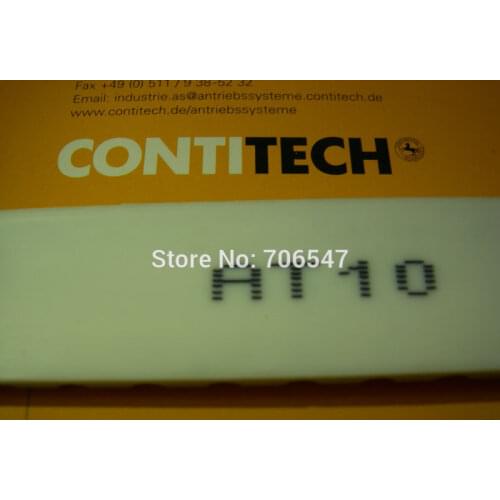 Fax +49 (0) 511 / 9 38-52 32
Email: industrie.as@antriebssysteme.contitech.de
www.contitech.de/antriebssysteme
CONTITECH
Store No: 706547
AT10